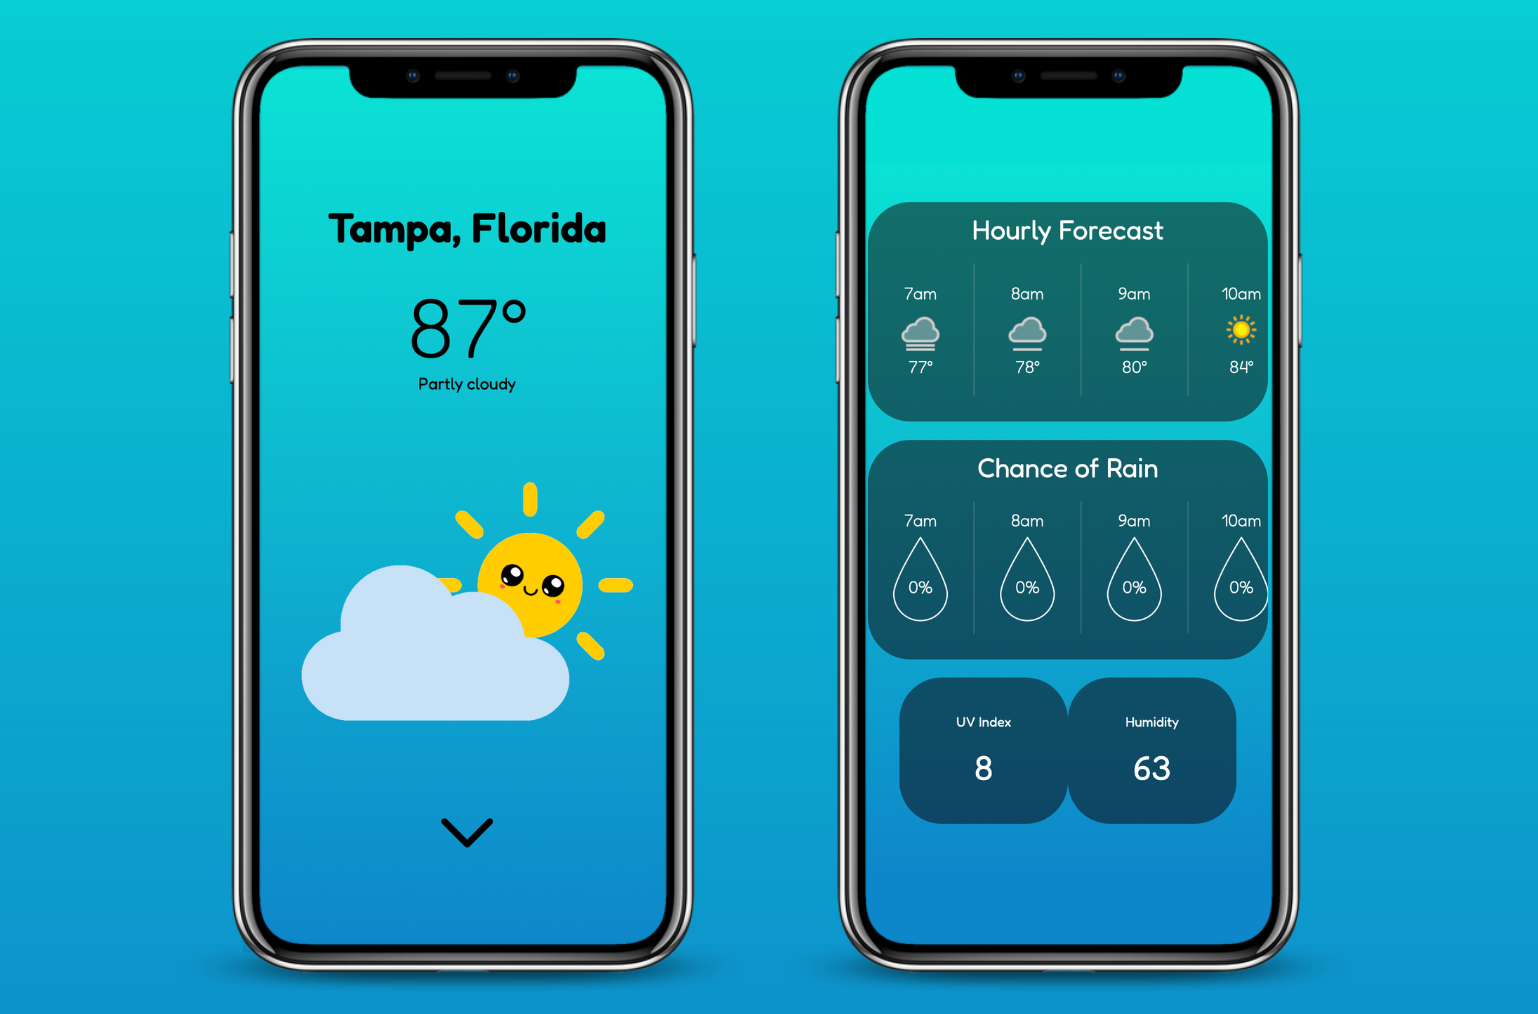 Tampa, Florida
87°
Partly cloudy
Hourly Forecast
7am 8am 9am 10am
77° 78° 80° 84°
Chance of Rain
7am 8am 9am 10am
0% 0% 0% 0%
UV Index Humidity
8 63